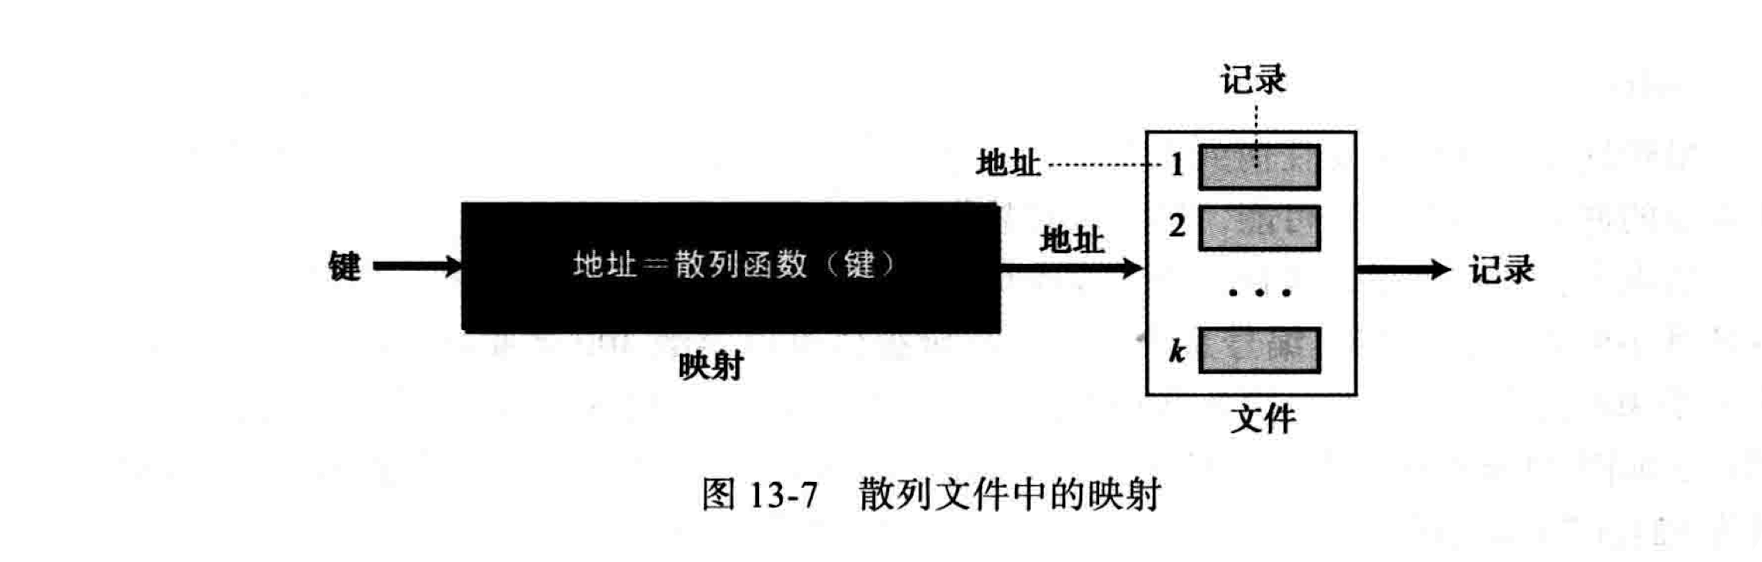 记录
地址 1
2
地址
键 地址=散列函数（键） 记录
...
k
映射
文件
图 13-7 散列文件中的映射